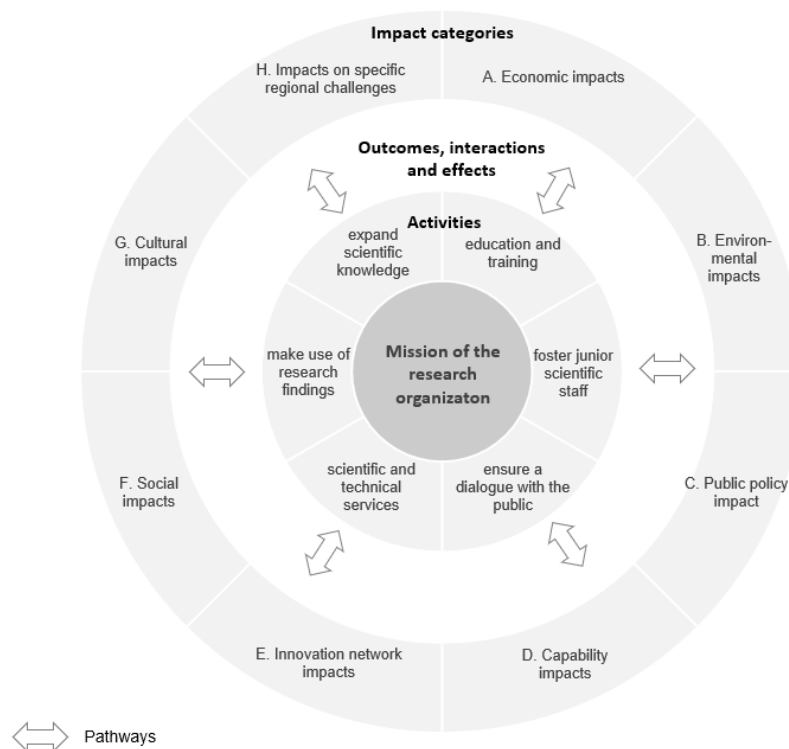 Impact categories
H. Impacts on specific
regional challenges
A. Economic impacts
Outcomes, interactions
and effects
Activities
expand
scientific
knowledge
education and
training
G. Cultural
impacts
B. Environ-
mental
impacts
make use of
research
findings
Mission of the
research
organizaton
foster junior
scientific
staff
F. Social
impacts
scientific and
technical
services
ensure a
dialogue with the
public
C. Public policy
impact
E. Innovation network
impacts
D. Capability
impacts
Pathways